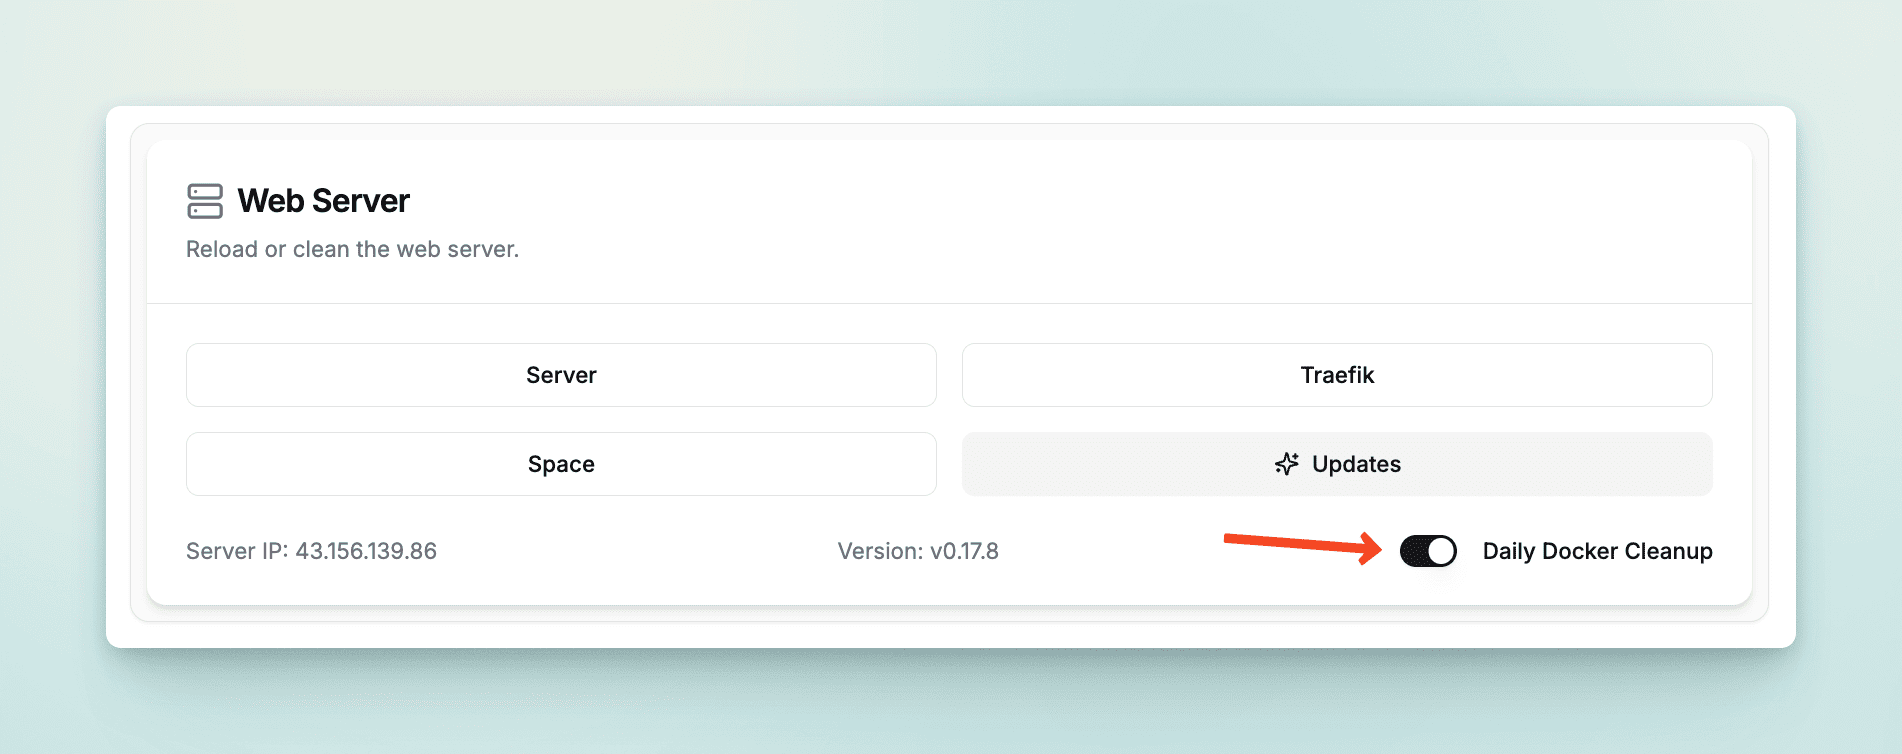 Web Server
Reload or clean the web server.
Server
Traefik
Space
Updates
Server IP: 43.156.139.86
Version: v0.17.8
Daily Docker Cleanup